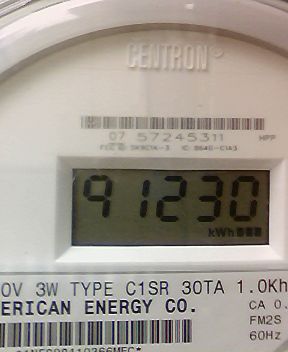 CENTRON®
07 57245311 HPP
91230
kWh
0V 3W TYPE C1SR 30TA 1.0Kh
ERICAN ENERGY CO. CA 0.
FM2S
60Hz